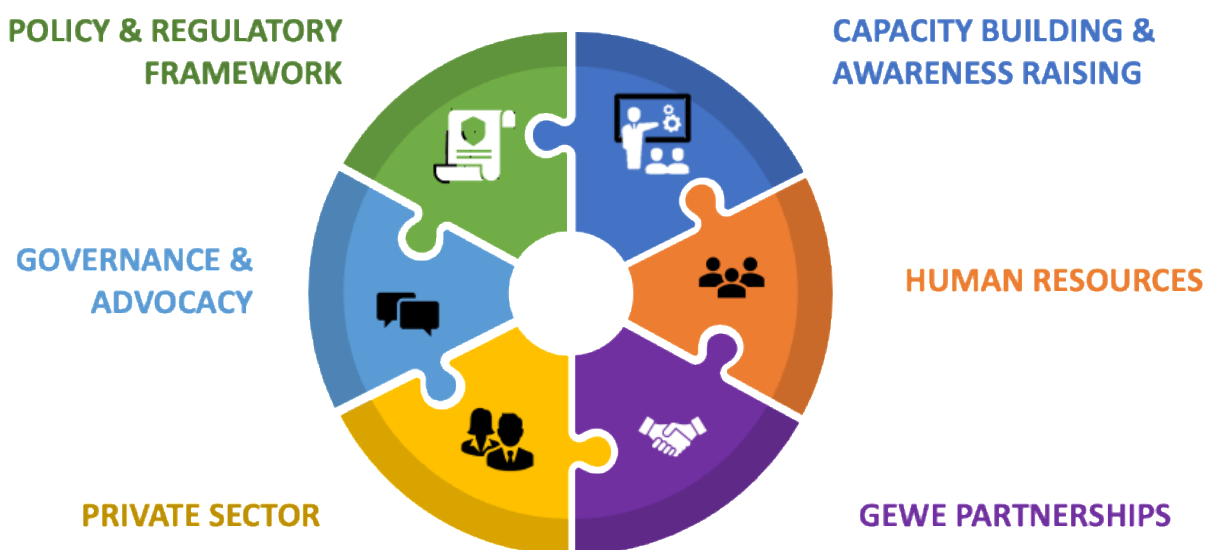 POLICY & REGULATORY
FRAMEWORK
CAPACITY BUILDING &
AWARENESS RAISING
GOVERNANCE &
ADVOCACY
HUMAN RESOURCES
PRIVATE SECTOR
GEWE PARTNERSHIPS